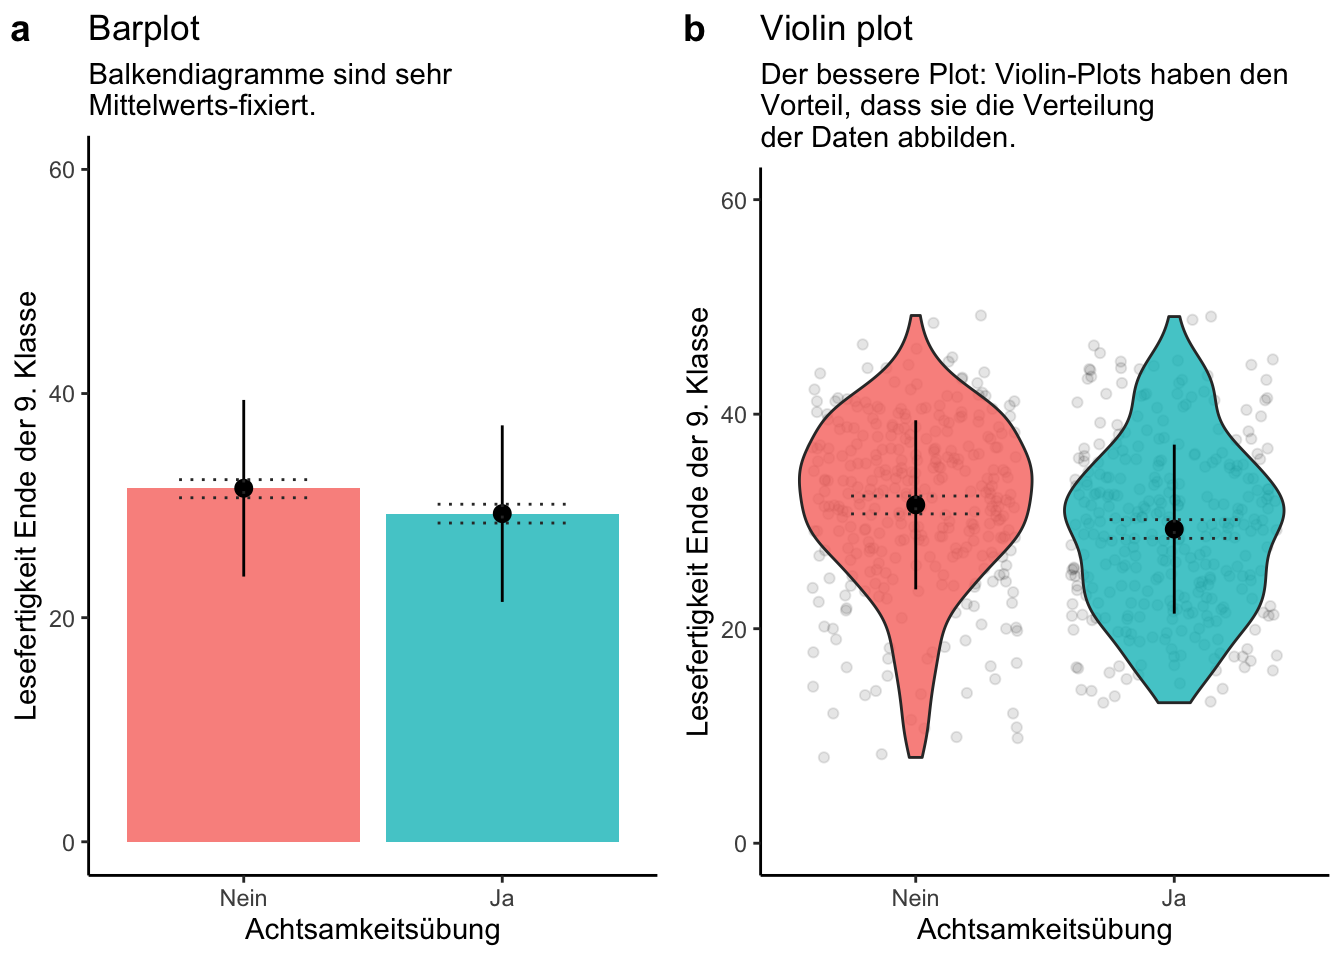 a
Barplot
Balkendiagramme sind sehr
Mittelwerts-fixiert.
60
40
20
0
Lesefertigkeit Ende der 9. Klasse
Nein
Ja
Achtsamkeitsübung
b
Violin plot
Der bessere Plot: Violin-Plots haben den
Vorteil, dass sie die Verteilung
der Daten abbilden.
60
40
20
0
Lesefertigkeit Ende der 9. Klasse
Nein
Ja
Achtsamkeitsübung